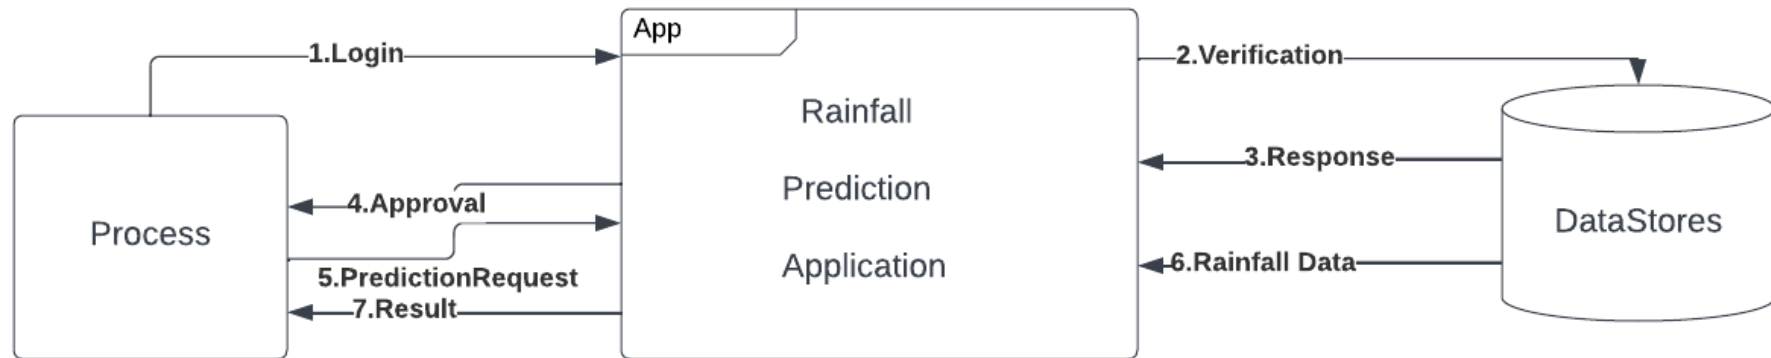 App
1.Login
2.Verification
Rainfall
3.Response
Prediction
4.Approval
Process
DataStores
Application
6.Rainfall Data
5.PredictionRequest
7.Result